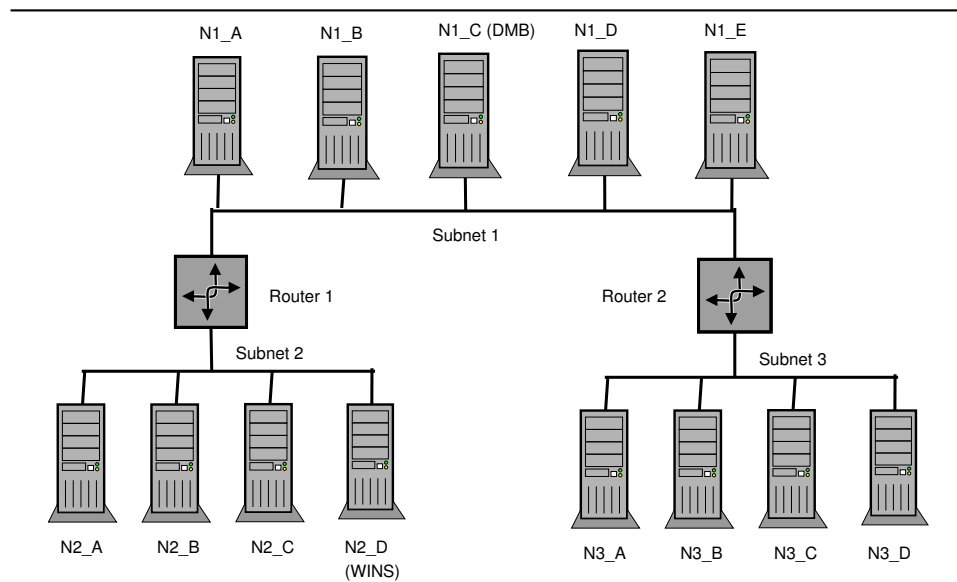 N1_A N1_B N1_C (DMB) N1_D N1_E
Subnet 1
Router 1 Router 2
Subnet 2 Subnet 3
N2_A N2_B N2_C N2_D N3_A N3_B N3_C N3_D
(WINS)